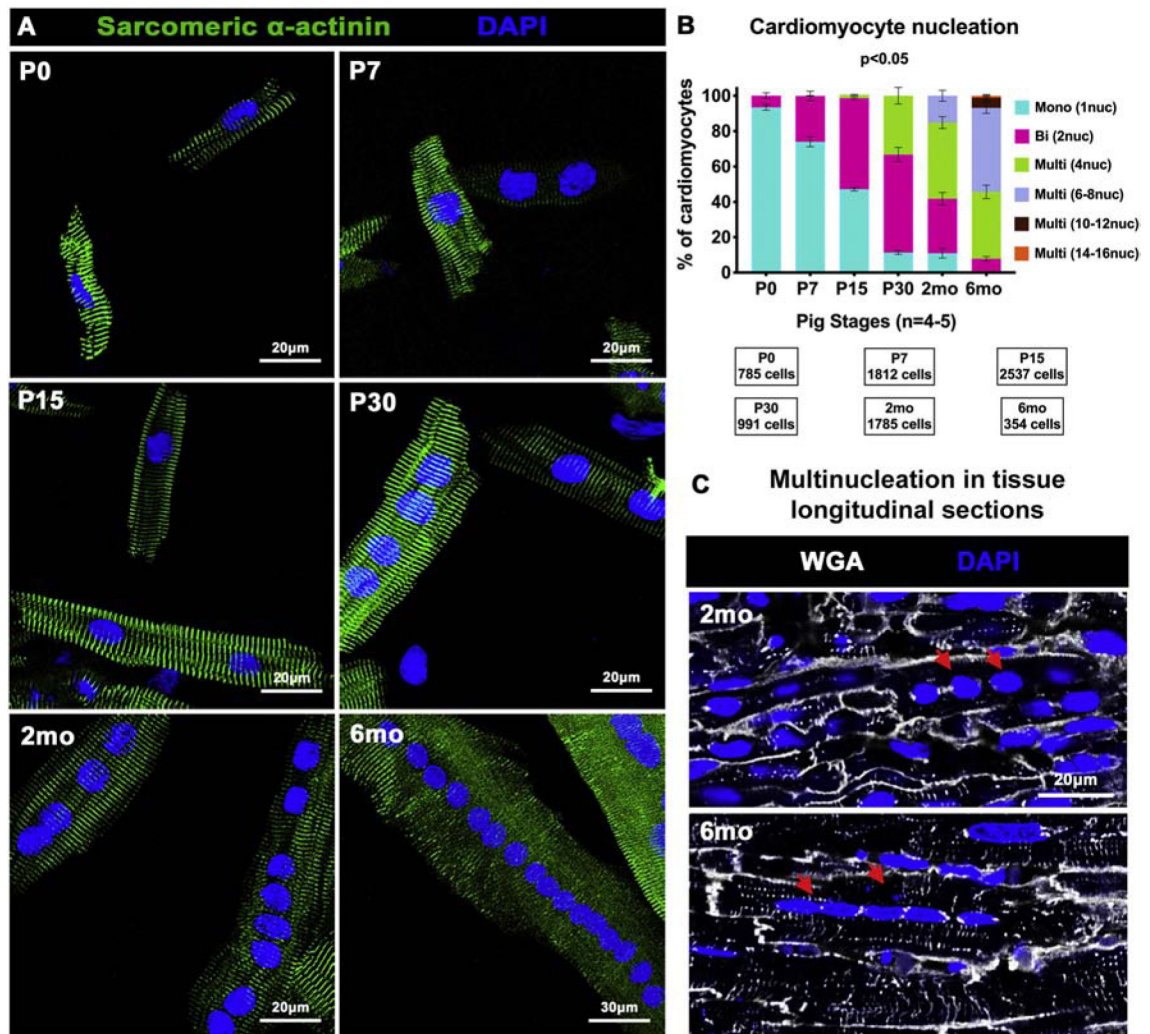 A Sarcomeric α-actinin DAPI
P0
20μm
P7
20μm
P15
20μm
P30
20μm
2mo
20μm
6mo
30μm
B Cardiomyocyte nucleation
p<0.05
% of cardiomyocytes
100
80
60
40
20
0
P0 P7 P15 P30 2mo 6mo
Pig Stages (n=4-5)
Mono (1nuc)
Bi (2nuc)
Multi (4nuc)
Multi (6-8nuc)
Multi (10-12nuc)
Multi (14-16nuc)
P0
785 cells
P7
1812 cells
P15
2537 cells
P30
991 cells
2mo
1785 cells
6mo
354 cells
C Multinucleation in tissue
longitudinal sections
WGA DAPI
2mo
20μm
6mo